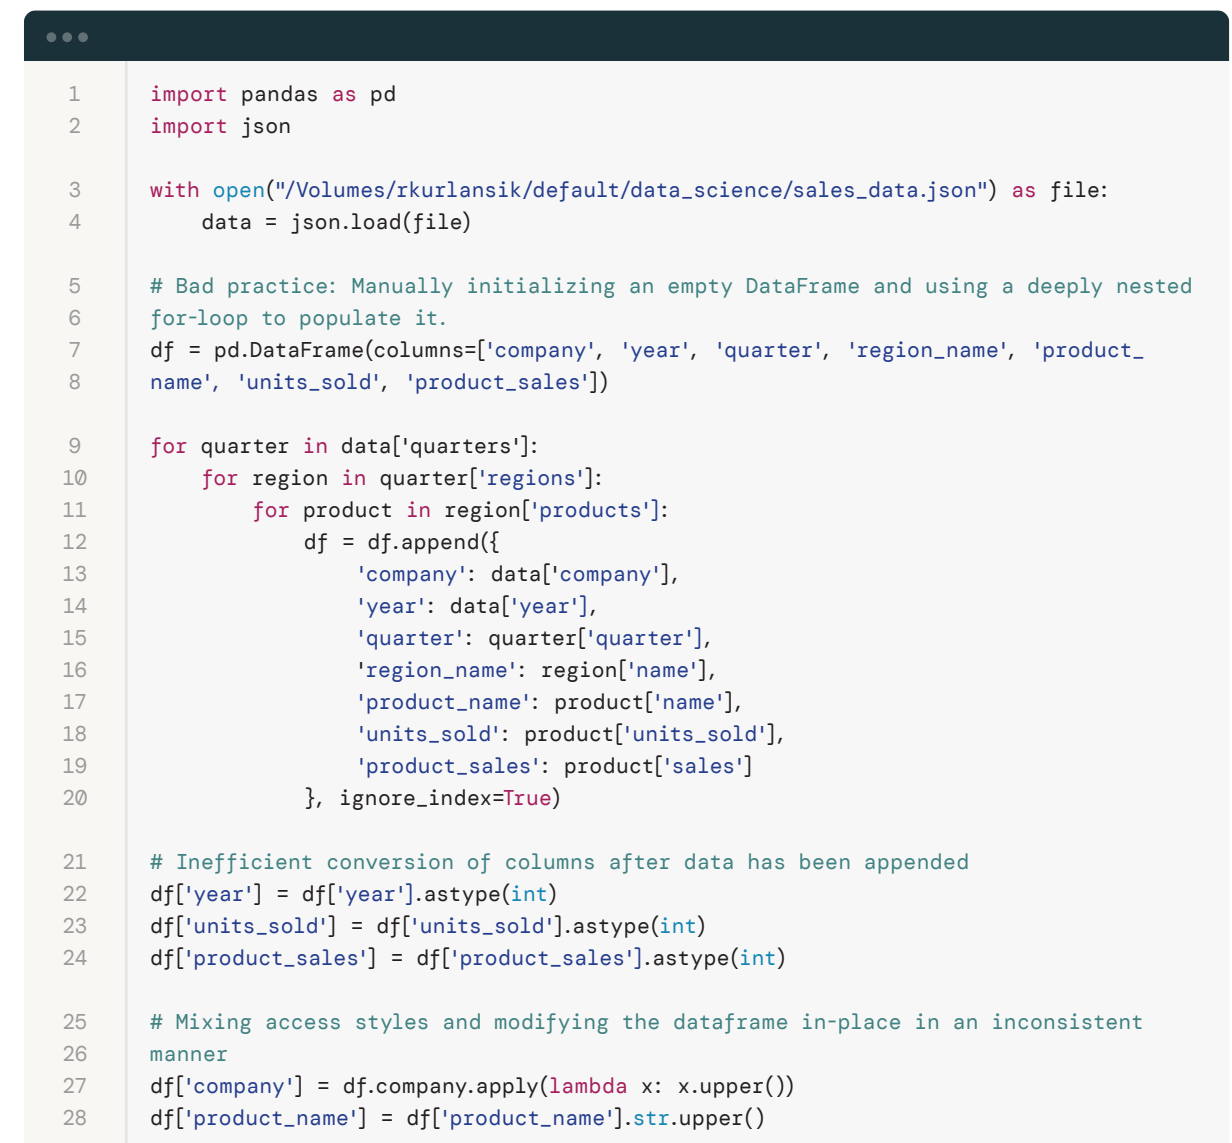 1 import pandas as pd
2 import json
3 with open("/Volumes/rkurlansik/default/data_science/sales_data.json") as file:
4     data = json.load(file)
5 # Bad practice: Manually initializing an empty DataFrame and using a deeply nested
6 for-loop to populate it.
7 df = pd.DataFrame(columns=['company', 'year', 'quarter', 'region_name', 'product_
8 name', 'units_sold', 'product_sales'])
9 for quarter in data['quarters']:
10     for region in quarter['regions']:
11         for product in region['products']:
12             df = df.append({
13                 'company': data['company'],
14                 'year': data['year'],
15                 'quarter': quarter['quarter'],
16                 'region_name': region['name'],
17                 'product_name': product['name'],
18                 'units_sold': product['units_sold'],
19                 'product_sales': product['sales']
20             }, ignore_index=True)
21 # Inefficient conversion of columns after data has been appended
22 df['year'] = df['year'].astype(int)
23 df['units_sold'] = df['units_sold'].astype(int)
24 df['product_sales'] = df['product_sales'].astype(int)
25 # Mixing access styles and modifying the dataframe in-place in an inconsistent
26 manner
27 df['company'] = df.company.apply(lambda x: x.upper())
28 df['product_name'] = df['product_name'].str.upper()